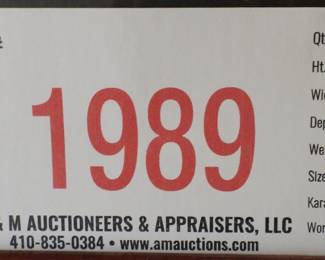 1989
& M AUCTIONEERS & APPRAISERS, LLC
410-835-0384 • www.amauctions.com
Qt
Ht.
Wi
Dep
We
Size
Kara
Wor